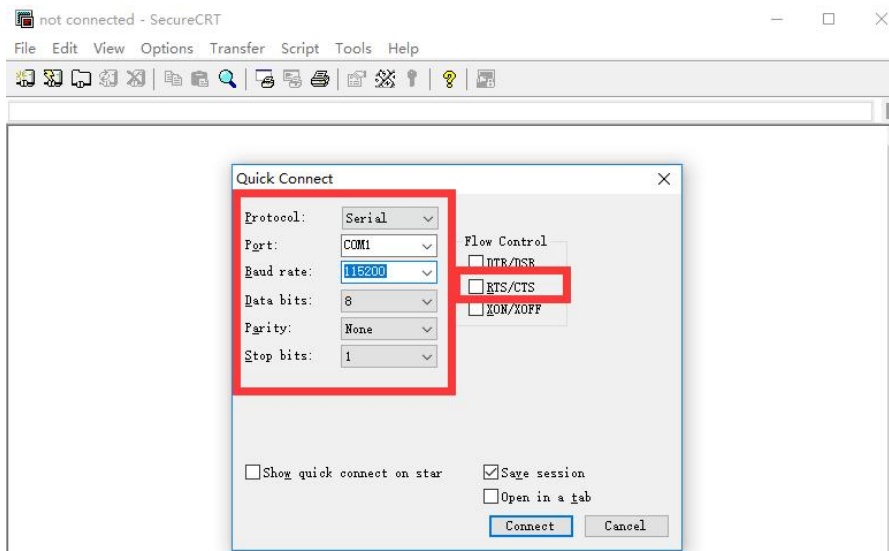 not connected - SecureCRT
File Edit View Options Transfer Script Tools Help
Quick Connect
Protocol: Serial
Port: COM1
Baud rate: 115200
Data bits: 8
Parity: None
Stop bits: 1
Flow Control
DTR/DSR
RTS/CTS
XON/XOFF
Show quick connect on star
Save session
Open in a tab
Connect Cancel